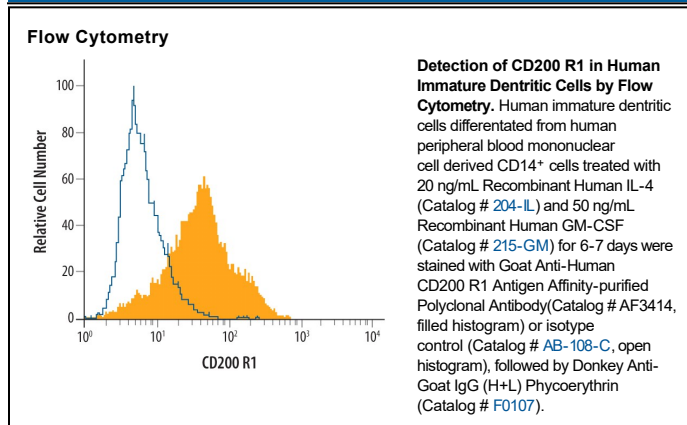 Flow Cytometry
Relative Cell Number
100
80
60
40
20
0
10⁰
10¹
10²
10³
10⁴
CD200 R1
Detection of CD200 R1 in Human
Immature Dentritic Cells by Flow
Cytometry. Human immature dentritic
cells differentated from human
peripheral blood mononuclear
cell derived CD14⁺ cells treated with
20 ng/mL Recombinant Human IL-4
(Catalog # 204-IL) and 50 ng/mL
Recombinant Human GM-CSF
(Catalog # 215-GM) for 6-7 days were
stained with Goat Anti-Human
CD200 R1 Antigen Affinity-purified
Polyclonal Antibody(Catalog # AF3414,
filled histogram) or isotype
control (Catalog # AB-108-C, open
histogram), followed by Donkey Anti-
Goat IgG (H+L) Phycoerythrin
(Catalog # F0107).